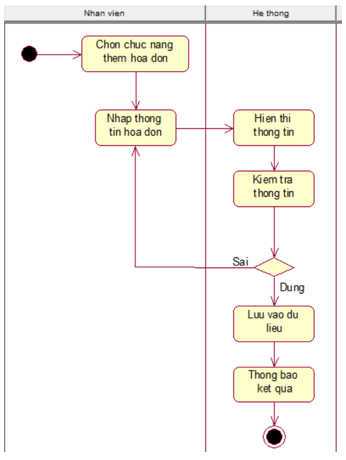 Nhan vien
He thong
Chon chuc nang
them hoa don
Nhap thong
tin hoa don
Hien thi
thong tin
Kiem tra
thong tin
Sai
Dung
Luu vao du
lieu
Thong bao
ket qua